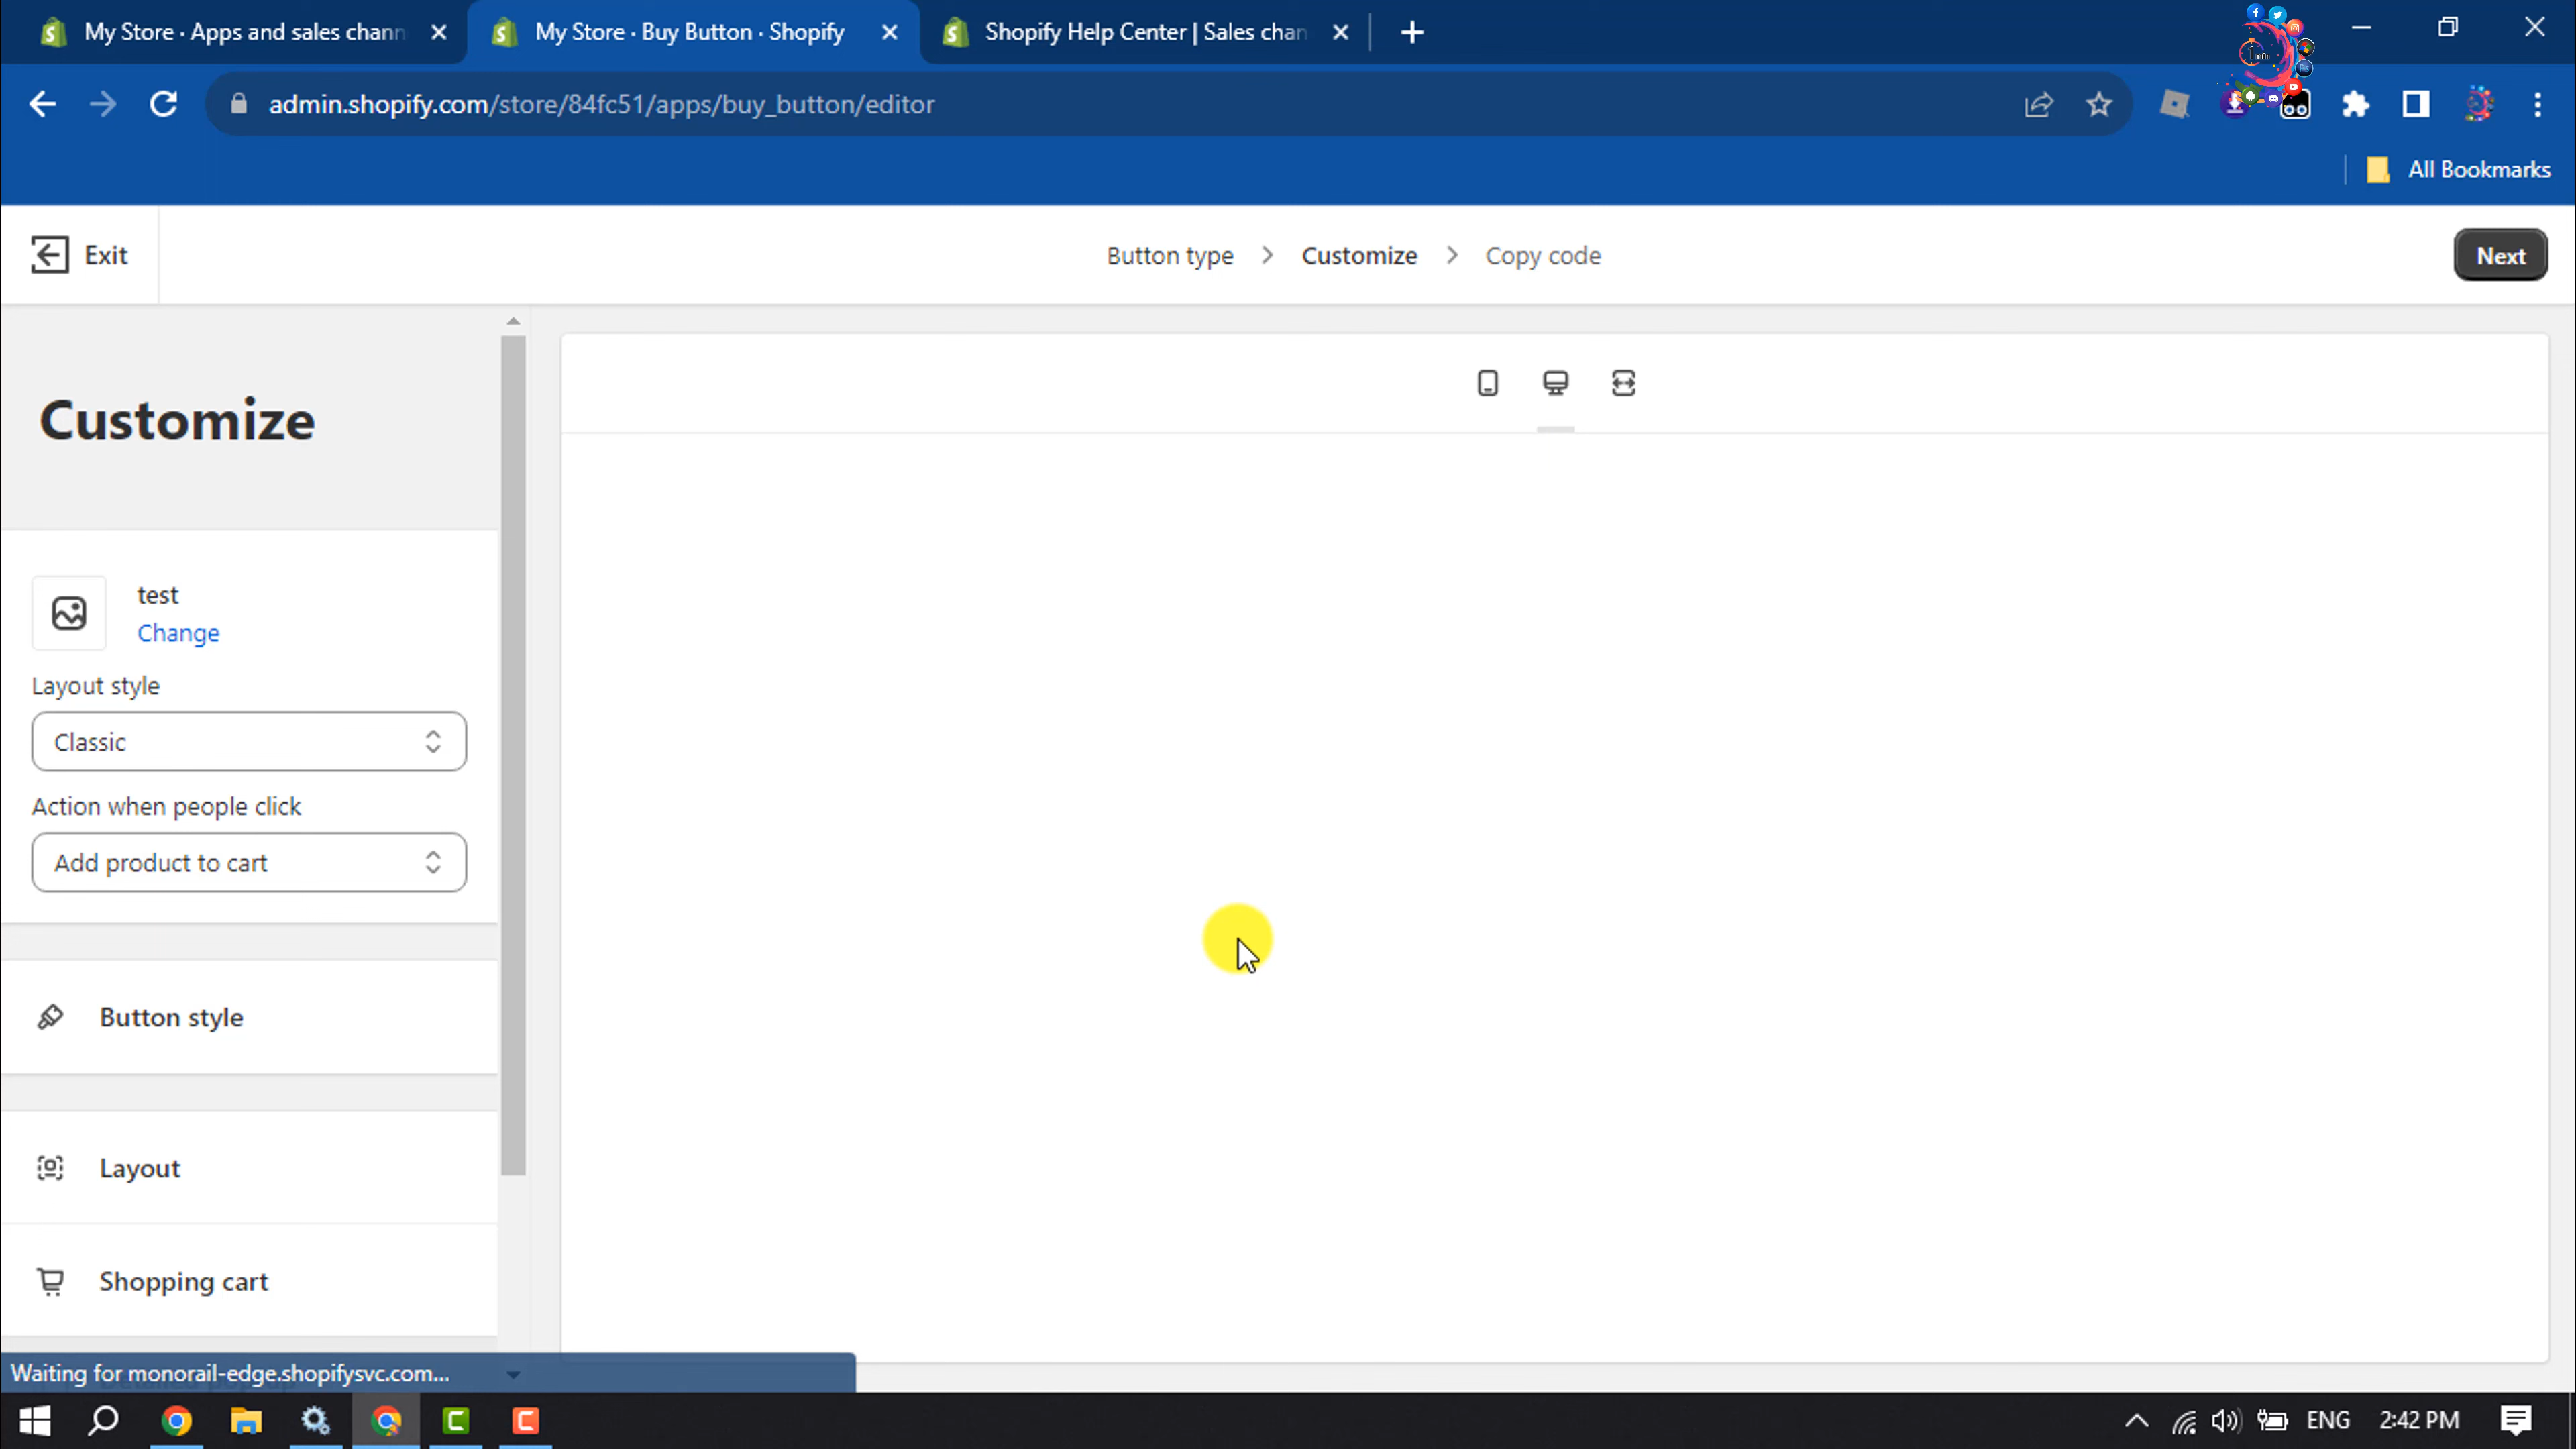 My Store · Apps and sales chann
My Store · Buy Button · Shopify
Shopify Help Center | Sales chan
admin.shopify.com/store/84fc51/apps/buy_button/editor
All Bookmarks
Exit
Button type
Customize
Copy code
Next
Customize
test
Change
Layout style
Classic
Action when people click
Add product to cart
Button style
Layout
Shopping cart
Waiting for monorail-edge.shopifysvc.com...
ENG
2:42 PM